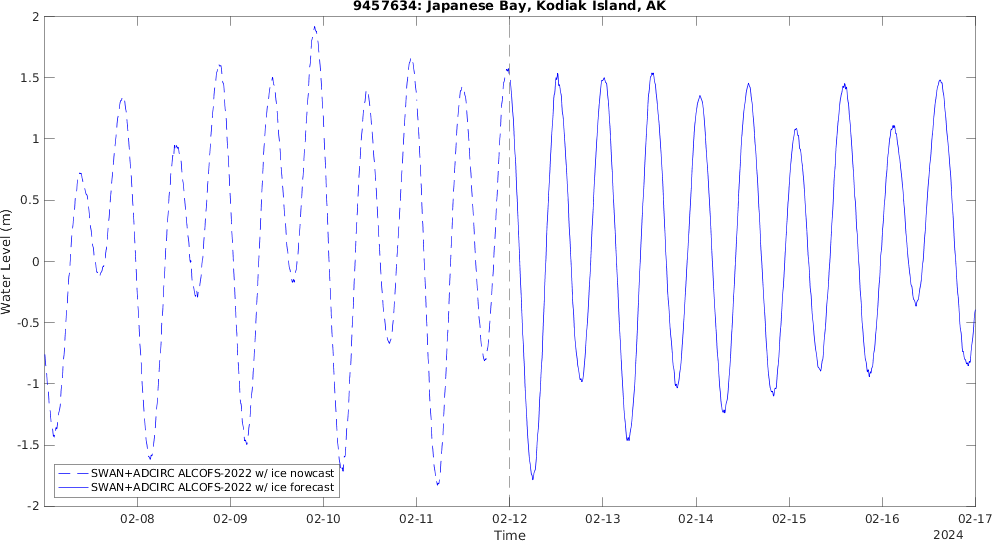 9457634: Japanese Bay, Kodiak Island, AK
2
1.5
1
0.5
0
-0.5
-1
-1.5
-2
Water Level (m)
SWAN+ADCIRC ALCOFS-2022 w/ ice nowcast
SWAN+ADCIRC ALCOFS-2022 w/ ice forecast
02-08 02-09 02-10 02-11 02-12 02-13 02-14 02-15 02-16 02-17
Time
2024